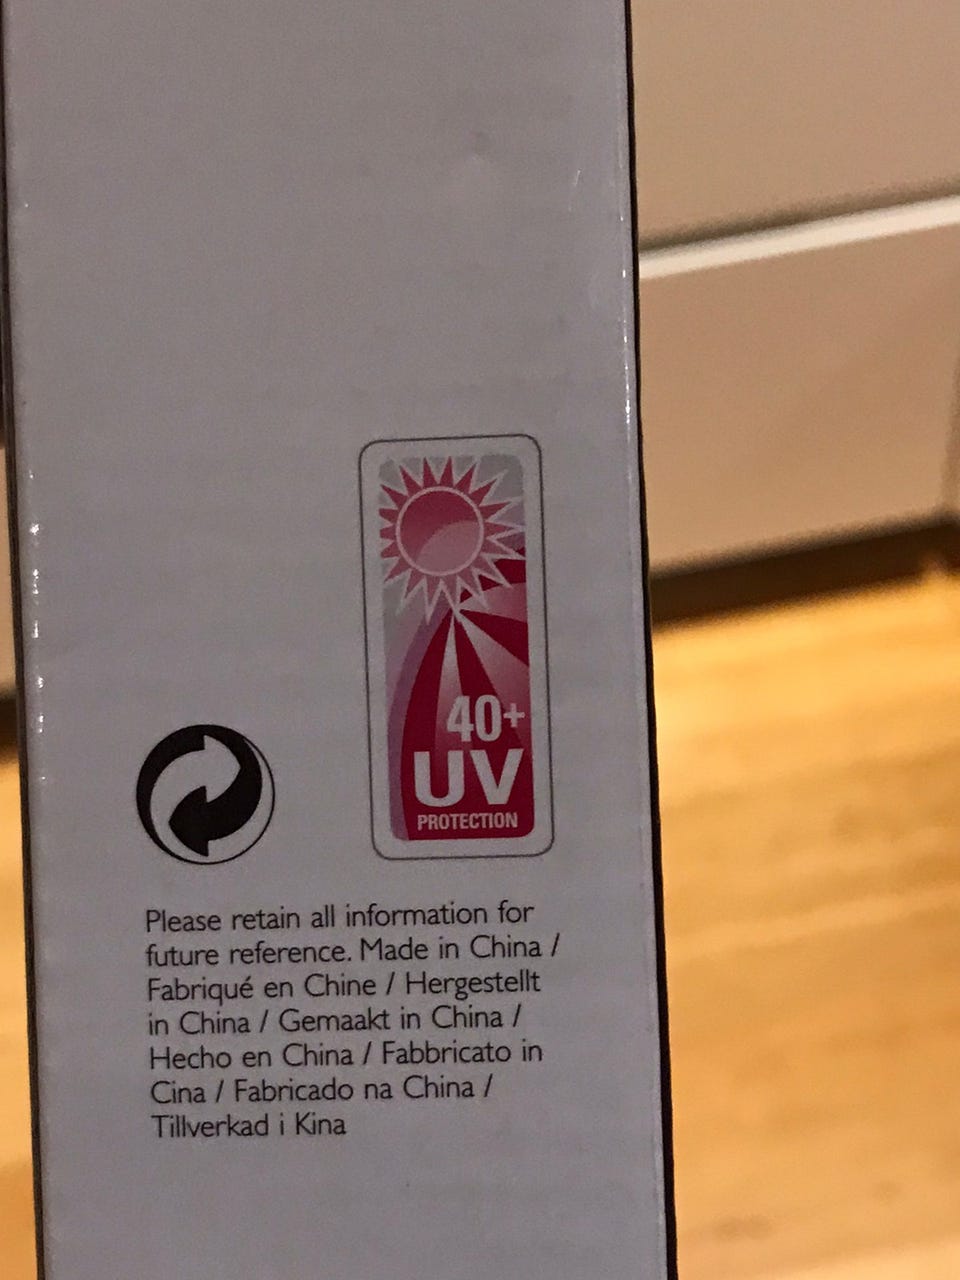 40+
UV
PROTECTION
Please retain all information for
future reference. Made in China /
Fabriqué en Chine / Hergestellt
in China / Gemaakt in China /
Hecho en China / Fabbricato in
Cina / Fabricado na China /
Tillverkad i Kina